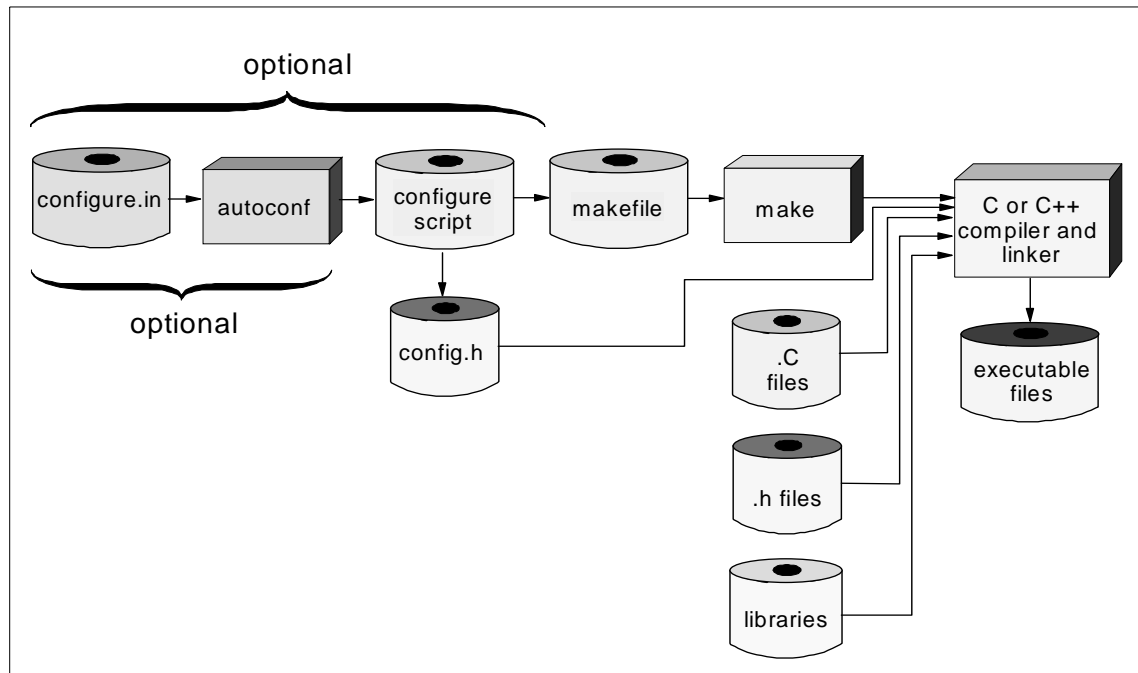 optional
configure.in
autoconf
configure
script
makefile
make
C or C++
compiler and
linker
optional
config.h
.C
files
executable
files
.h files
libraries